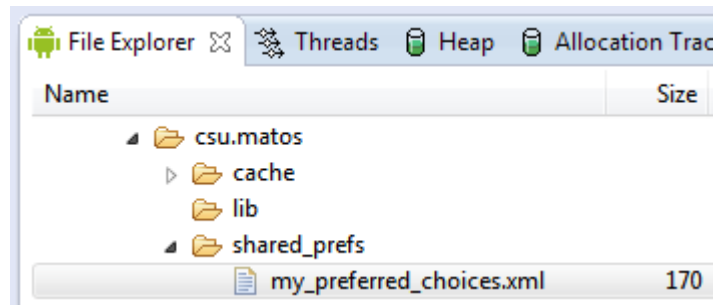 File Explorer Threads Heap Allocation Trac
Name Size
csu.matos
cache
lib
shared_prefs
my_preferred_choices.xml 170